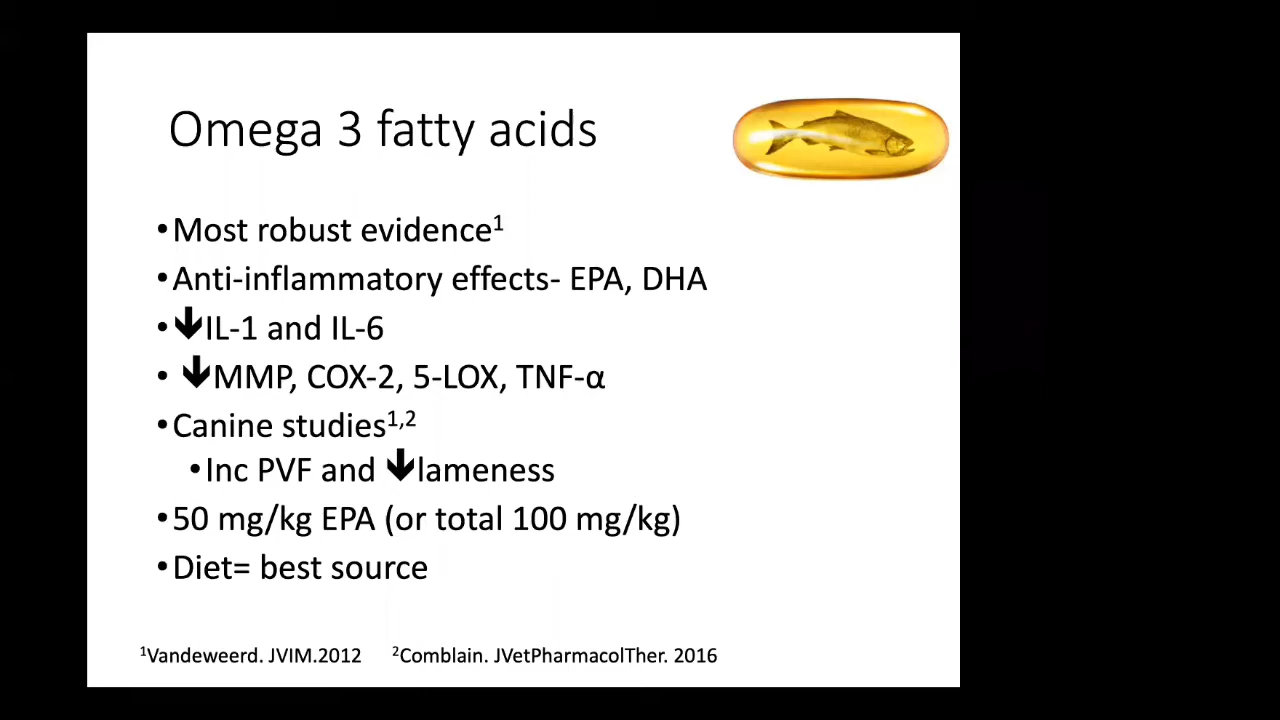 Omega 3 fatty acids
•Most robust evidence¹
•Anti-inflammatory effects- EPA, DHA
•🡇IL-1 and IL-6
• 🡇MMP, COX-2, 5-LOX, TNF-α
•Canine studies¹,²
•Inc PVF and 🡇lameness
•50 mg/kg EPA (or total 100 mg/kg)
•Diet= best source
¹Vandeweerd. JVIM.2012 ²Comblain. JVetPharmacolTher. 2016